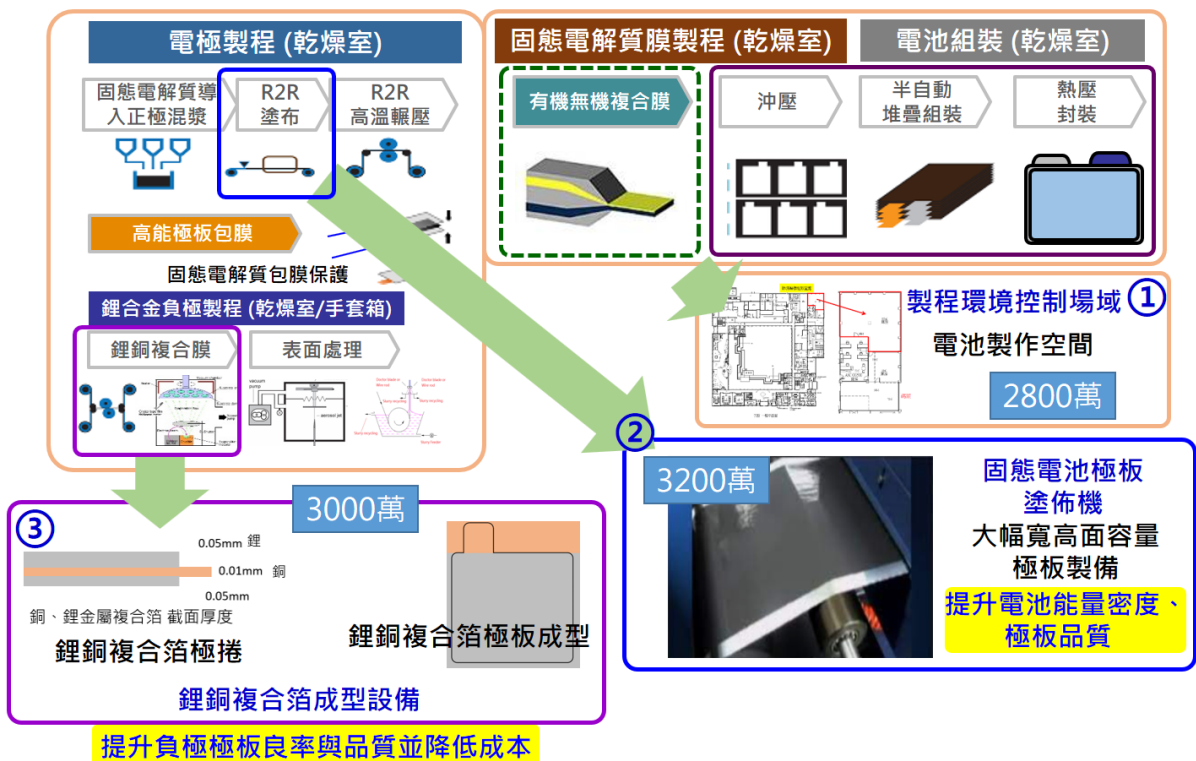 電極製程 (乾燥室)
固態電解質導
入正極混漿
R2R
塗布
R2R
高溫輾壓
高能極板包膜
固態電解質包膜保護
鋰合金負極製程 (乾燥室/手套箱)
鋰銅複合膜
表面處理
vacuum
pump
固態電解質膜製程 (乾燥室)
電池組裝 (乾燥室)
有機無機複合膜
沖壓
半自動
堆疊組裝
熱壓
封裝
製程環境控制場域
①
電池製作空間
2800萬
②
3200萬
固態電池極板
塗佈機
大幅寬高面容量
極板製備
提升電池能量密度、
極板品質
3000萬
③
0.05mm 鋰
0.01mm 銅
0.05mm
銅、鋰金屬複合箔 截面厚度
鋰銅複合箔極捲
鋰銅複合箔極板成型
鋰銅複合箔成型設備
提升負極極板良率與品質並降低成本